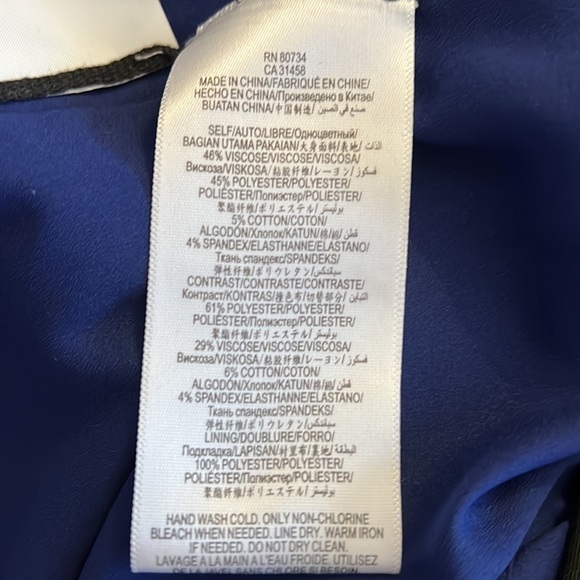 RN 80734
CA 31458
MADE IN CHINA/FABRIQUÉ EN CHINE/
HECHO EN CHINA/Произведено в Китае/
BUATAN CHINA/中国制造/ صنع في الصين/
SELF/AUTO/LIBRE/Одноцветный/
BAGIAN UTAMA PAKAIAN/大身面料/表地/ الذات/
46% VISCOSE/VISCOSE/VISCOSA/
Вискоза/VISKOSA/粘胶纤维/レーヨン/ فسكوز/
45% POLYESTER/POLYESTER/
POLIÉSTER/Полиэстер/POLIESTER/
聚酯纤维/ポリエステル/ بوليستر/
5% COTTON/COTON/
ALGODÓN/Хлопок/KATUN/棉/綿/ قطن/
4% SPANDEX/ELASTHANNE/ELASTANO/
Ткань спандекс/SPANDEKS/
弹性纤维/ポリウレタン/ سباندكس/
CONTRAST/CONTRASTE/CONTRASTE/
Контраст/KONTRAS/撞色布/切替部分/ التباين/
61% POLYESTER/POLYESTER/
POLIÉSTER/Полиэстер/POLIESTER/
聚酯纤维/ポリエステル/ بوليستر/
29% VISCOSE/VISCOSE/VISCOSA/
Вискоза/VISKOSA/粘胶纤维/レーヨン/ فسكوز/
6% COTTON/COTON/
ALGODÓN/Хлопок/KATUN/棉/綿/ قطن/
4% SPANDEX/ELASTHANNE/ELASTANO/
Ткань спандекс/SPANDEKS/
弹性纤维/ポリウレタン/ سباندكس/
LINING/DOUBLURE/FORRO/
Подкладка/LAPISAN/衬里布/裏地/ البطانة/
100% POLYESTER/POLYESTER/
POLIÉSTER/Полиэстер/POLIESTER/
聚酯纤维/ポリエステル/ بوليستر/
HAND WASH COLD. ONLY NON-CHLORINE
BLEACH WHEN NEEDED. LINE DRY. WARM IRON
IF NEEDED. DO NOT DRY CLEAN.
LAVAGE A LA MAIN A L'EAU FROIDE. UTILISEZ
DE LA JAVEL SANS CHLORE SI BESOIN